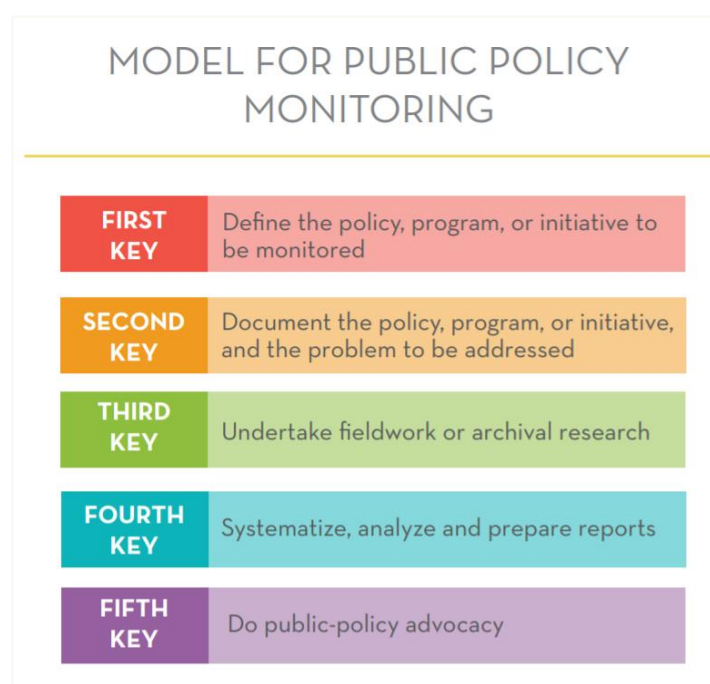 MODEL FOR PUBLIC POLICY
MONITORING
FIRST
KEY
Define the policy, program, or initiative to
be monitored
SECOND
KEY
Document the policy, program, or initiative,
and the problem to be addressed
THIRD
KEY
Undertake fieldwork or archival research
FOURTH
KEY
Systematize, analyze and prepare reports
FIFTH
KEY
Do public-policy advocacy